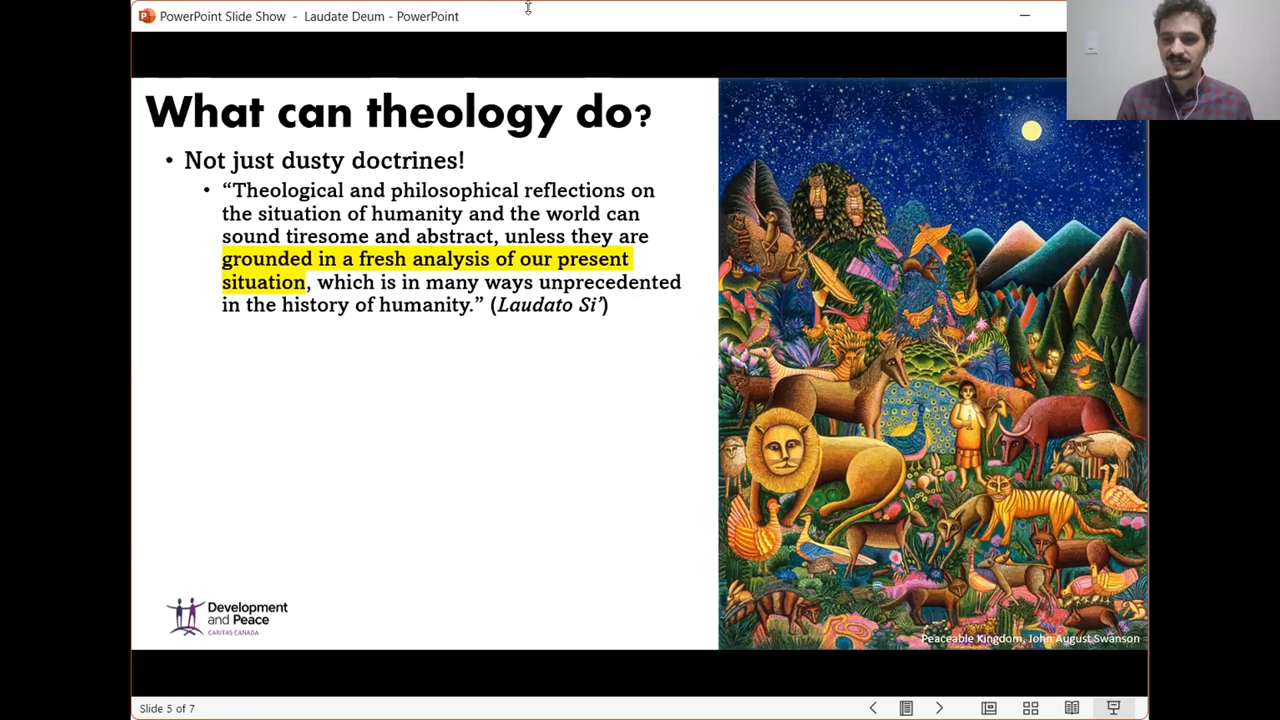 PowerPoint Slide Show - Laudate Deum - PowerPoint
What can theology do?
• Not just dusty doctrines!
• “Theological and philosophical reflections on
the situation of humanity and the world can
sound tiresome and abstract, unless they are
grounded in a fresh analysis of our present
situation, which is in many ways unprecedented
in the history of humanity.” (Laudato Si’)
Development
and Peace
CARITAS CANADA
Peaceable Kingdom, John August Swanson
Slide 5 of 7